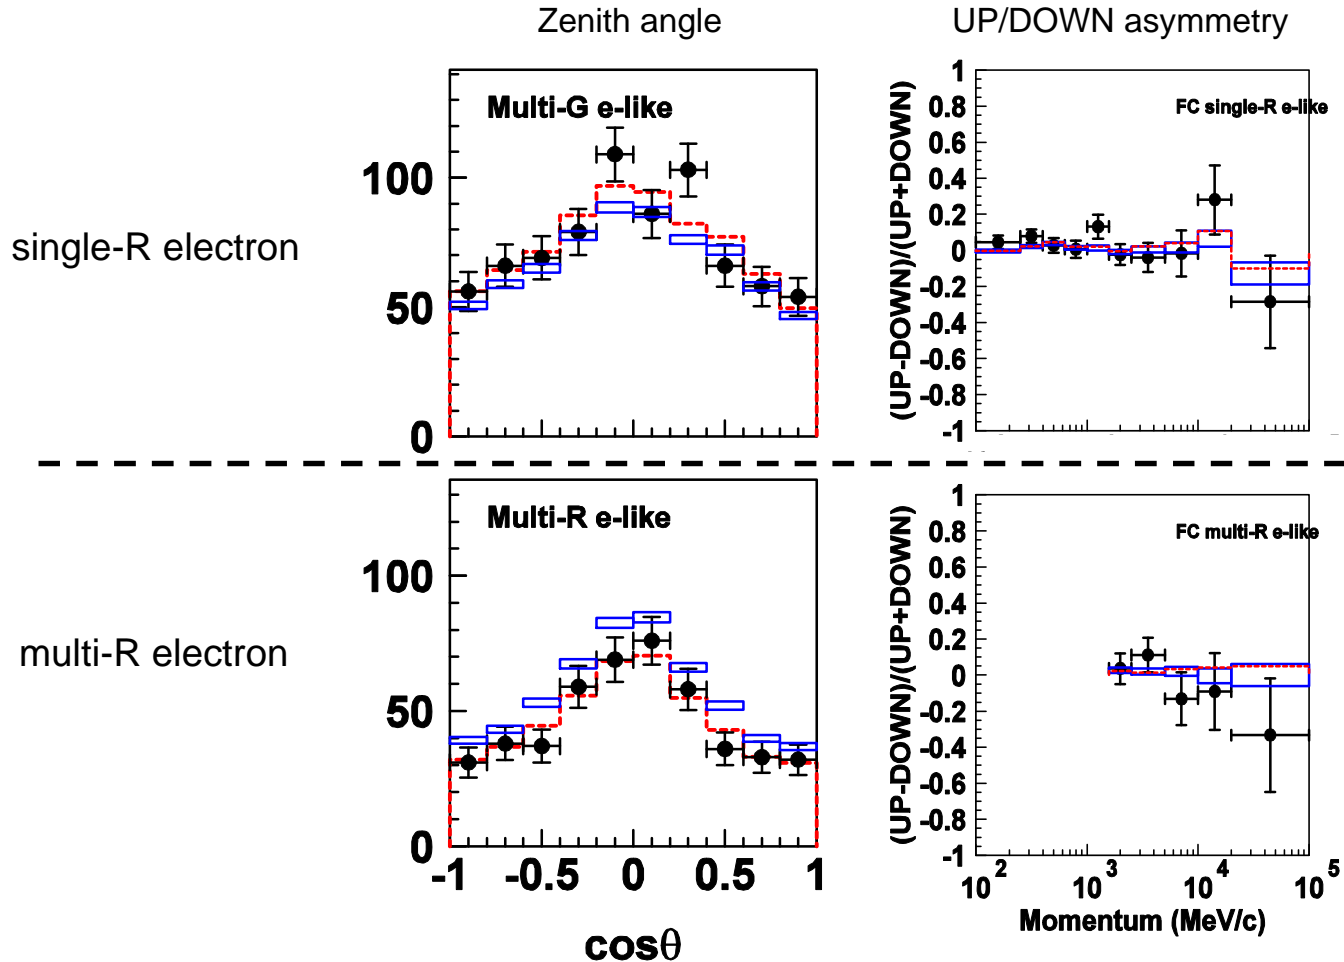 Zenith angle
UP/DOWN asymmetry
single-R electron
Multi-G e-like
100
50
0
(UP-DOWN)/(UP+DOWN)
FC single-R e-like
1
0.8
0.6
0.4
0.2
0
-0.2
-0.4
-0.6
-0.8
-1
multi-R electron
Multi-R e-like
100
50
0
-1 -0.5 0 0.5 1
cosθ
(UP-DOWN)/(UP+DOWN)
FC multi-R e-like
1
0.8
0.6
0.4
0.2
0
-0.2
-0.4
-0.6
-0.8
-1
10^2 10^3 10^4 10^5
Momentum (MeV/c)